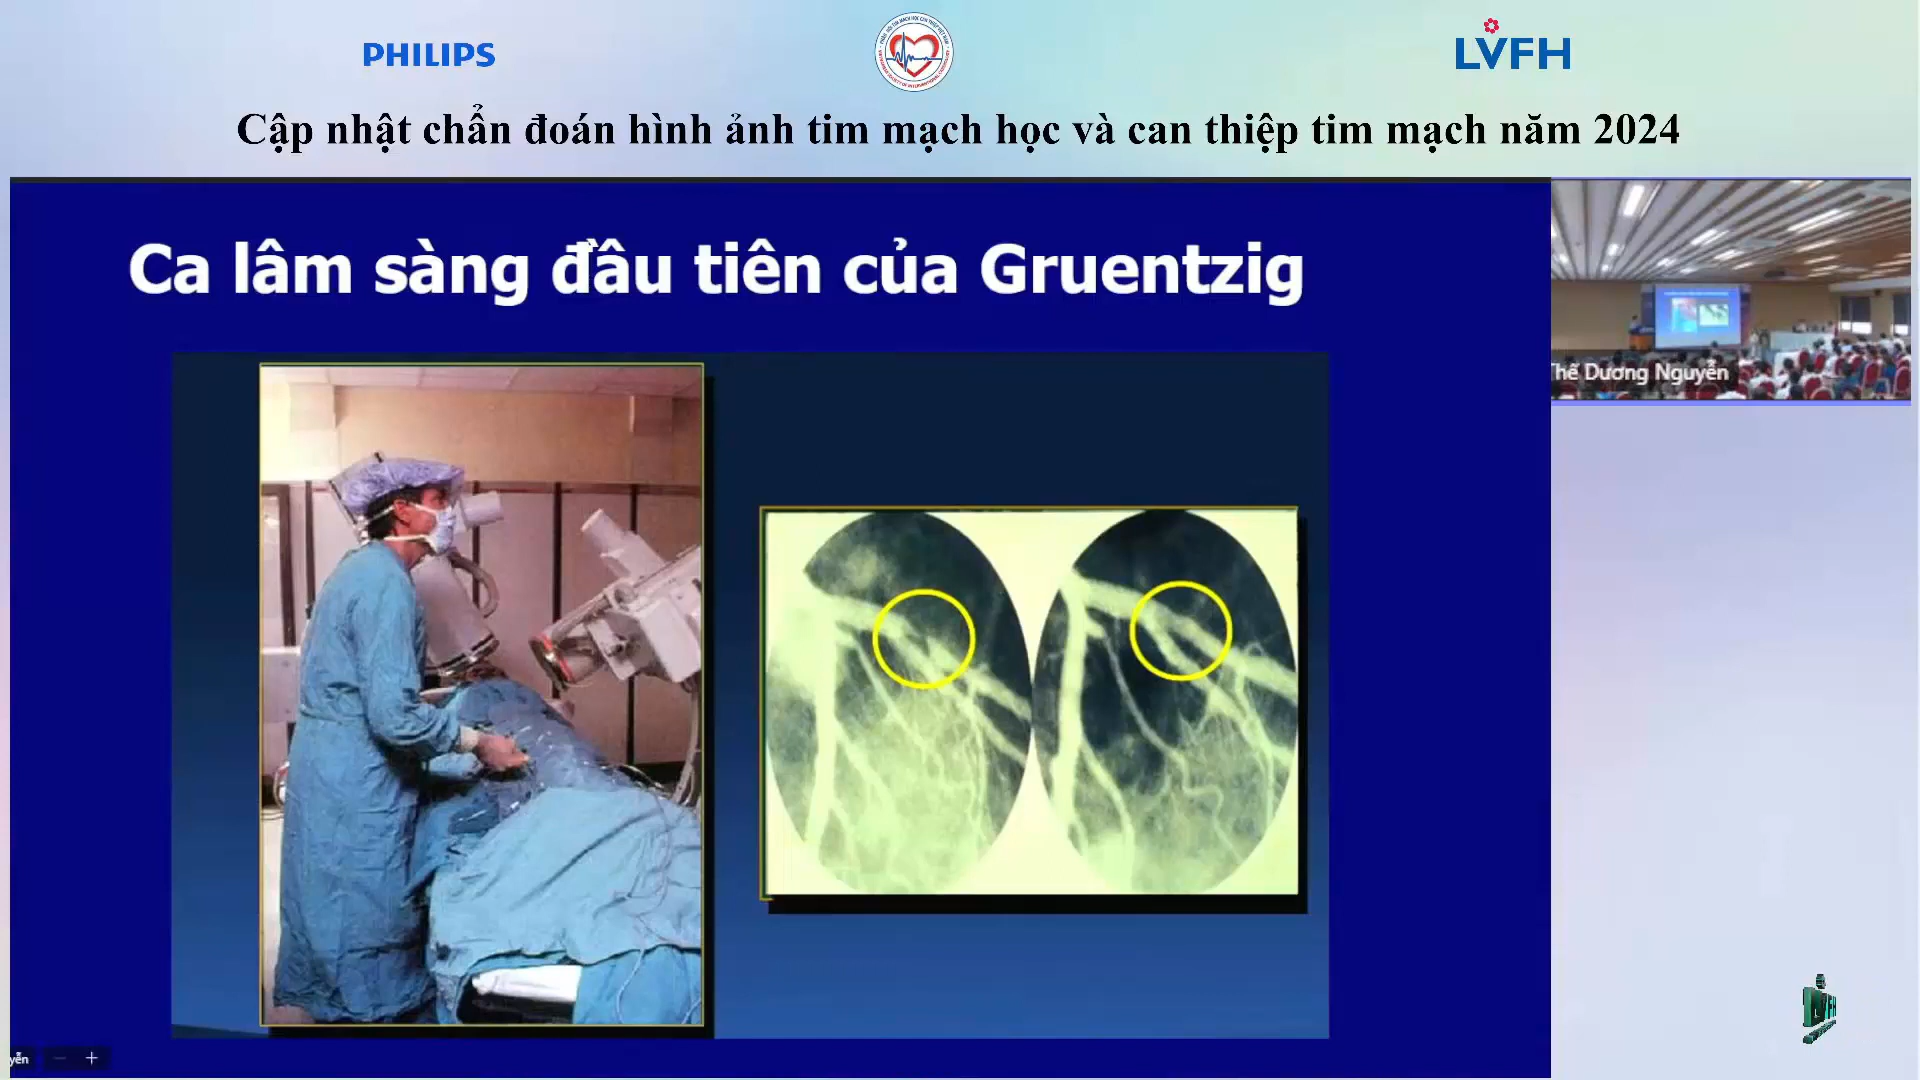 PHILIPS
LVFH
Cập nhật chẩn đoán hình ảnh tim mạch học và can thiệp tim mạch năm 2024
Ca lâm sàng đầu tiên của Gruentzig
Thế Dương Nguyễn
yễn